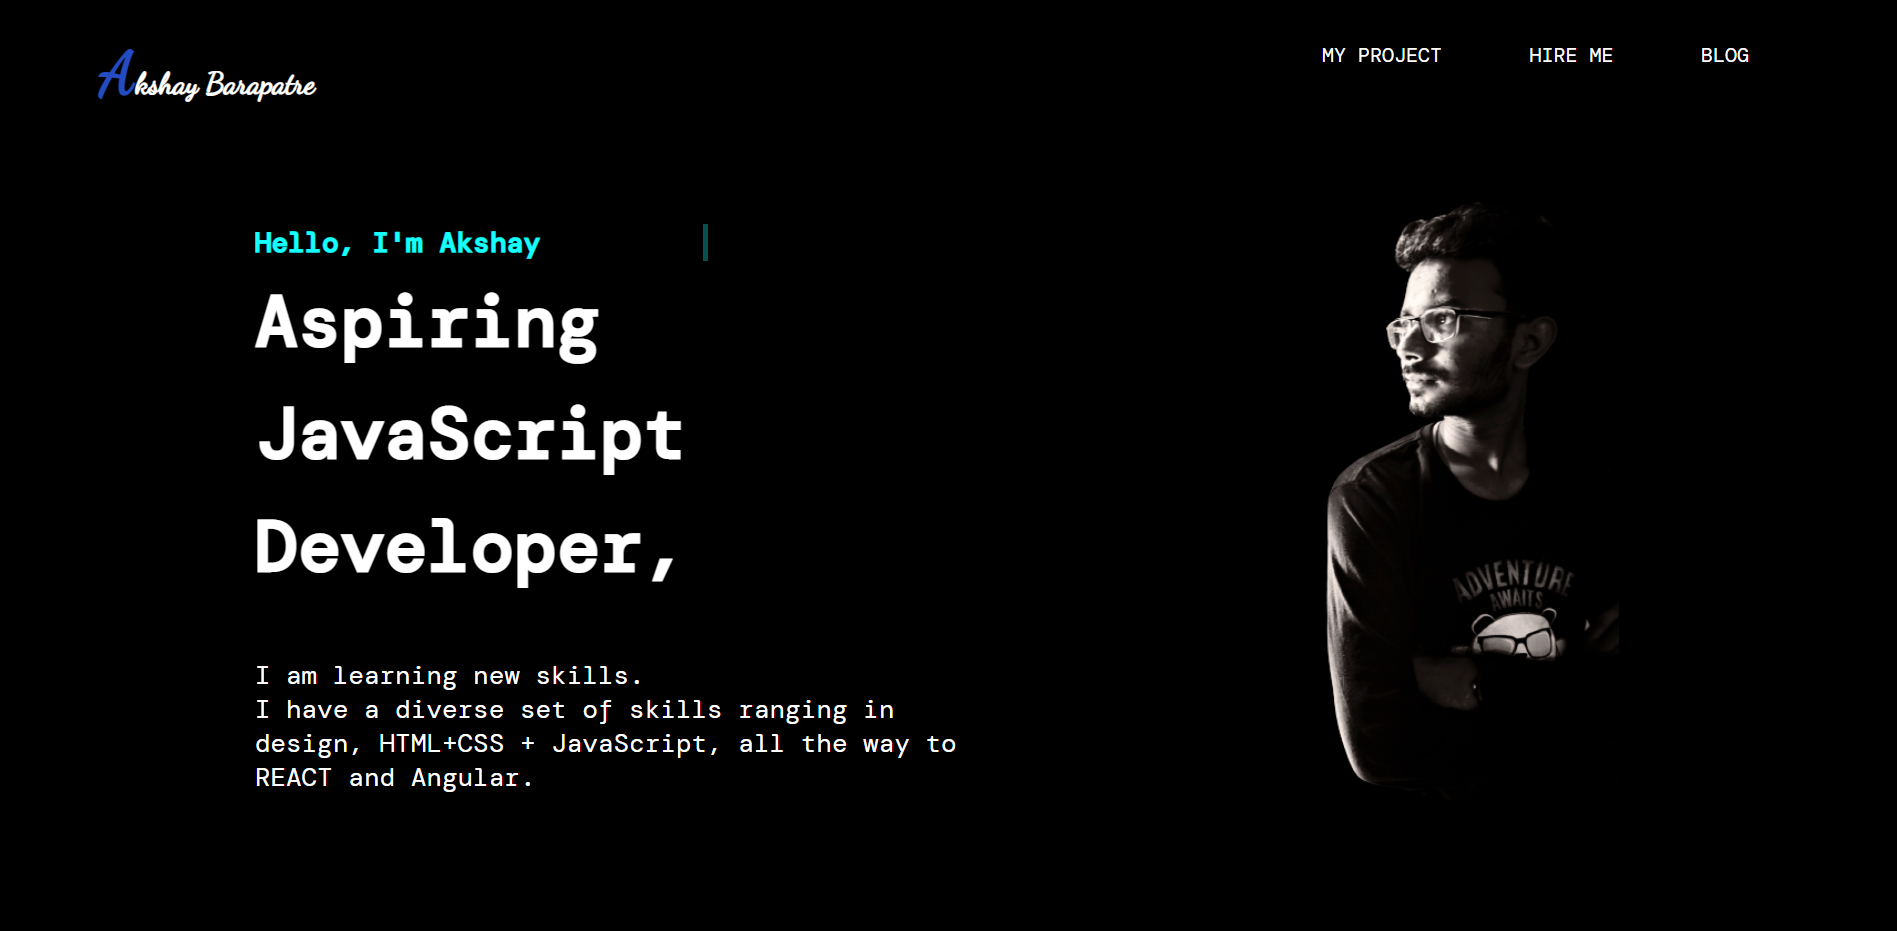 Akshay Barapatre
MY PROJECT
HIRE ME
BLOG
Hello, I'm Akshay
Aspiring
JavaScript
Developer,
I am learning new skills.
I have a diverse set of skills ranging in
design, HTML+CSS + JavaScript, all the way to
REACT and Angular.
ADVENTURE
AWAITS